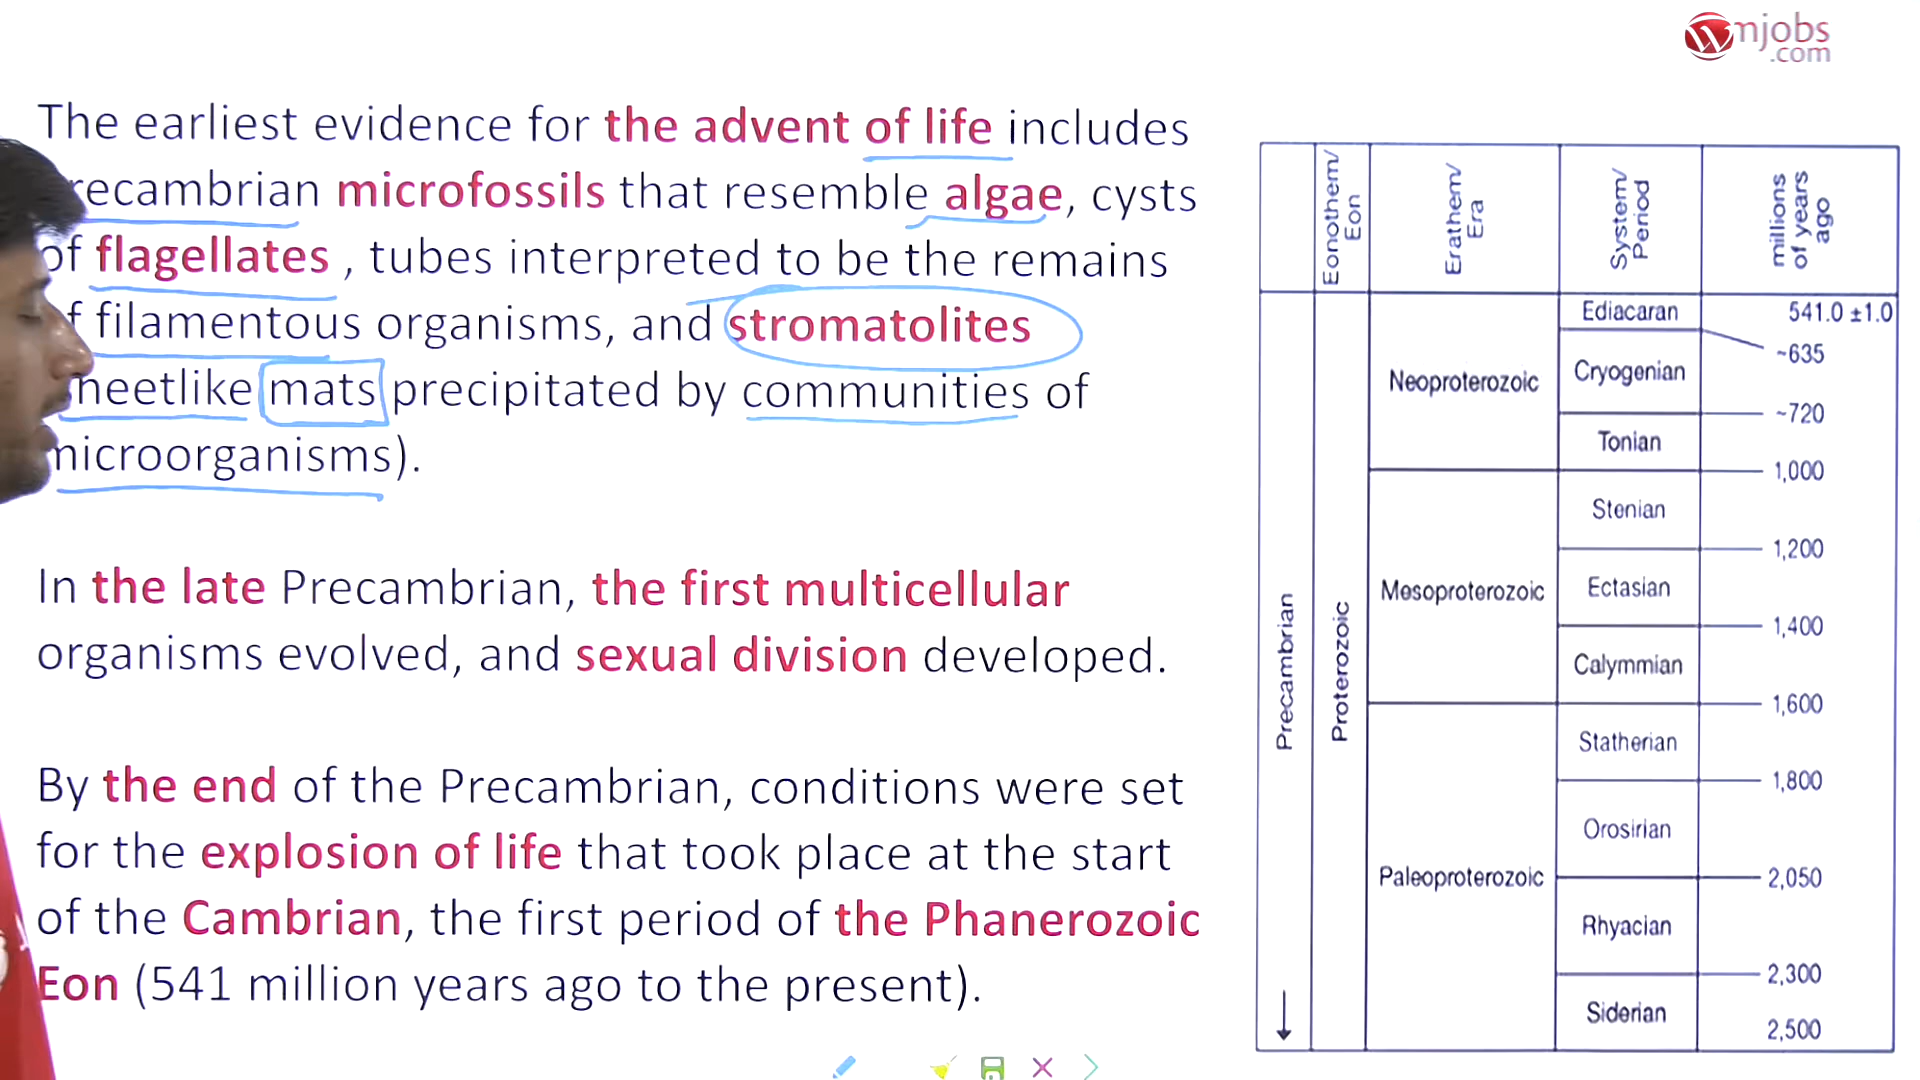 njobs
.com
The earliest evidence for the advent of life includes
recambrian microfossils that resemble algae, cysts
of flagellates , tubes interpreted to be the remains
f filamentous organisms, and stromatolites
heetlike mats precipitated by communities of
microorganisms).
In the late Precambrian, the first multicellular
organisms evolved, and sexual division developed.
By the end of the Precambrian, conditions were set
for the explosion of life that took place at the start
of the Cambrian, the first period of the Phanerozoic
Eon (541 million years ago to the present).
Eonothem/
Eon
Erathem/
Era
System/
Period
millions
of years
ago
Precambrian
Proterozoic
Neoproterozoic
Ediacaran
541.0 ±1.0
~635
Cryogenian
~720
Tonian
1,000
Mesoproterozoic
Stenian
1,200
Ectasian
1,400
Calymmian
1,600
Paleoproterozoic
Statherian
1,800
Orosirian
2,050
Rhyacian
2,300
Siderian
2,500